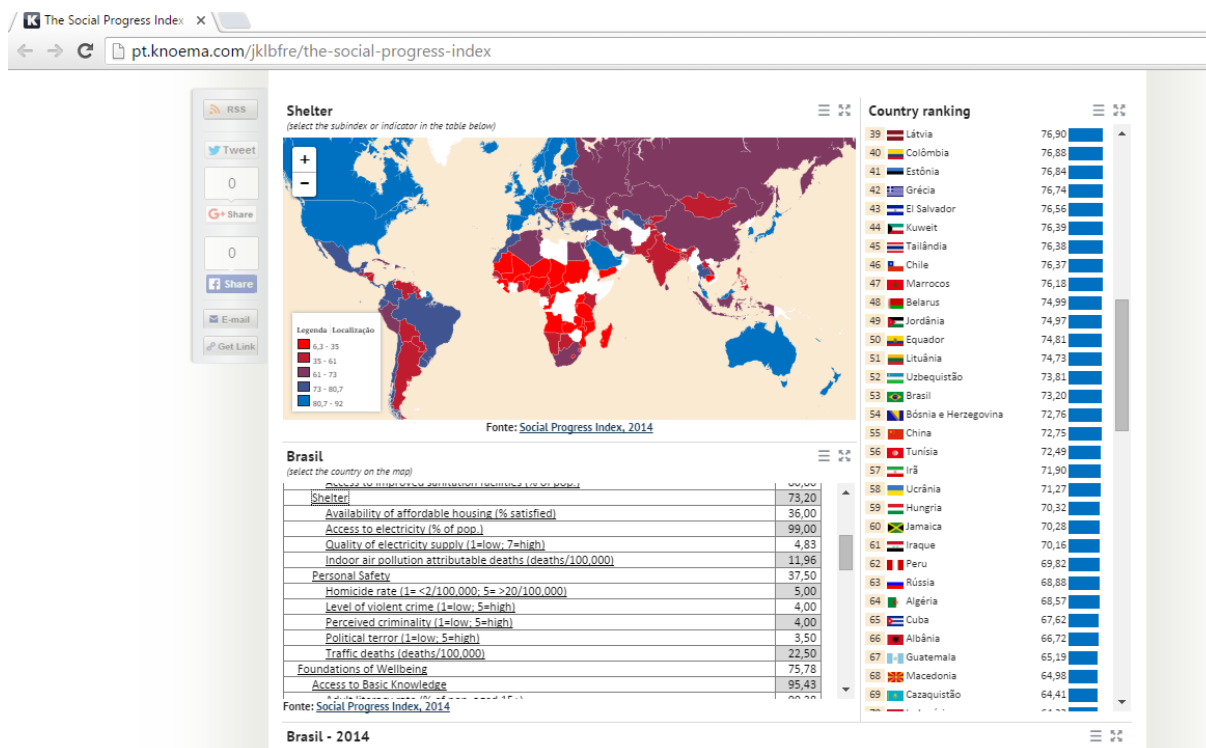 The Social Progress Index
pt.knoema.com/jklbfre/the-social-progress-index
RSS
Tweet
0
G+ Share
0
Share
E-mail
Get Link
Shelter
(select the subindex or indicator in the table below)
+
−
Legenda Localização
6,3 - 35
35 - 61
61 - 73
73 - 80,7
80,7 - 92
Fonte: Social Progress Index, 2014
Brasil
(select the country on the map)
Access to improved sanitation facilities (% of pop.)
Shelter 73,20
Availability of affordable housing (% satisfied) 36,00
Access to electricity (% of pop.) 99,00
Quality of electricity supply (1=low; 7=high) 4,83
Indoor air pollution attributable deaths (deaths/100,000) 11,96
Personal Safety 37,50
Homicide rate (1= <2/100,000; 5= >20/100,000) 5,00
Level of violent crime (1=low; 5=high) 4,00
Perceived criminality (1=low; 5=high) 4,00
Political terror (1=low; 5=high) 3,50
Traffic deaths (deaths/100,000) 22,50
Foundations of Wellbeing 75,78
Access to Basic Knowledge 95,43
Adult literacy rate (% of pop. aged 15+)
Fonte: Social Progress Index, 2014
Brasil - 2014
Country ranking
39 Látvia 76,90
40 Colômbia 76,88
41 Estônia 76,84
42 Grécia 76,74
43 El Salvador 76,56
44 Kuweit 76,39
45 Tailândia 76,38
46 Chile 76,37
47 Marrocos 76,18
48 Belarus 74,99
49 Jordânia 74,97
50 Equador 74,81
51 Lituânia 74,73
52 Uzbequistão 73,81
53 Brasil 73,20
54 Bósnia e Herzegovina 72,76
55 China 72,75
56 Tunísia 72,49
57 Irã 71,90
58 Ucrânia 71,27
59 Hungria 70,32
60 Jamaica 70,28
61 Iraque 70,16
62 Peru 69,82
63 Rússia 68,88
64 Algéria 68,57
65 Cuba 67,62
66 Albânia 66,72
67 Guatemala 65,19
68 Macedonia 64,98
69 Cazaquistão 64,41